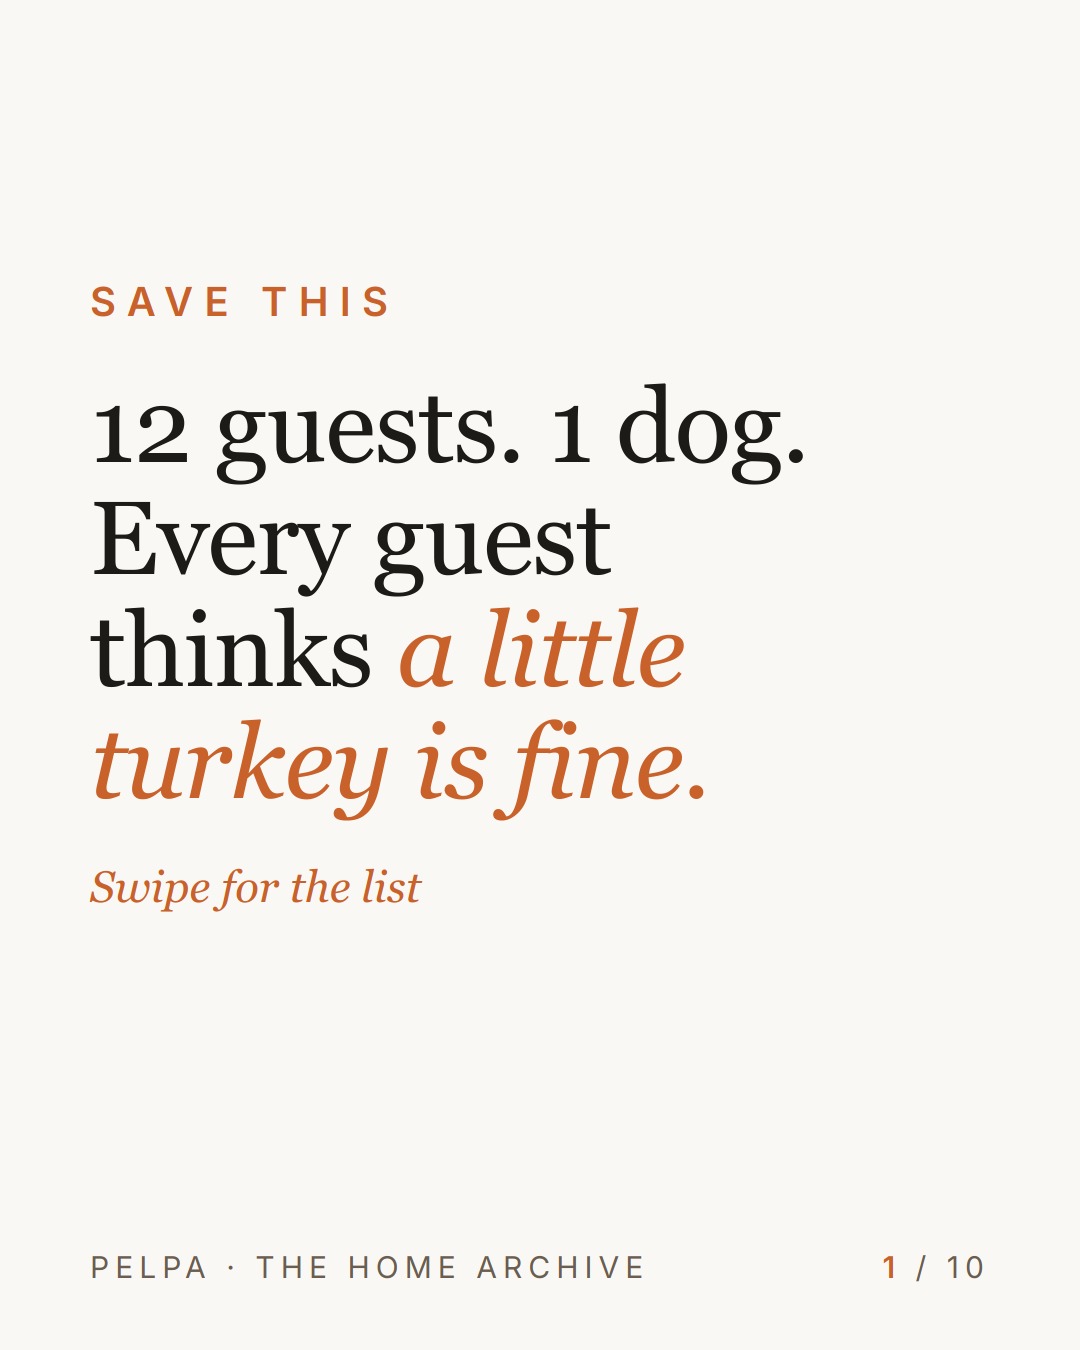 SAVE THIS
12 guests. 1 dog.
Every guest
thinks a little
turkey is fine.
Swipe for the list
PELPA · THE HOME ARCHIVE
1 / 10